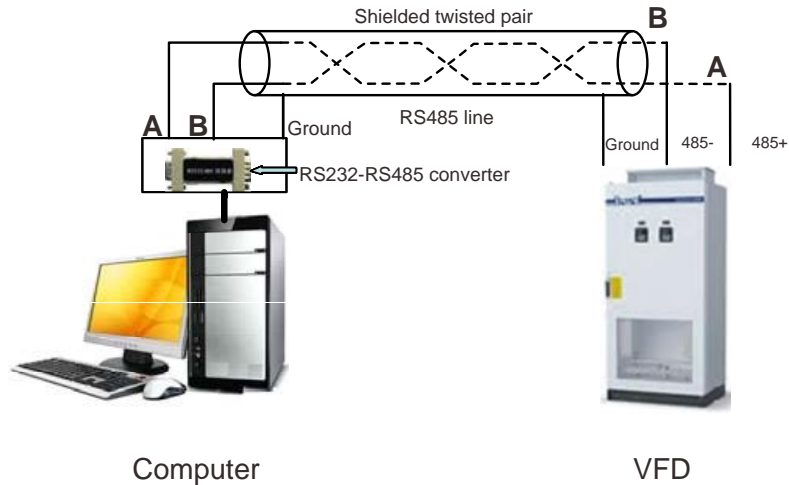 Shielded twisted pair
B
A
A B
Ground
RS485 line
Ground 485- 485+
RS232-RS485 converter
Computer
VFD